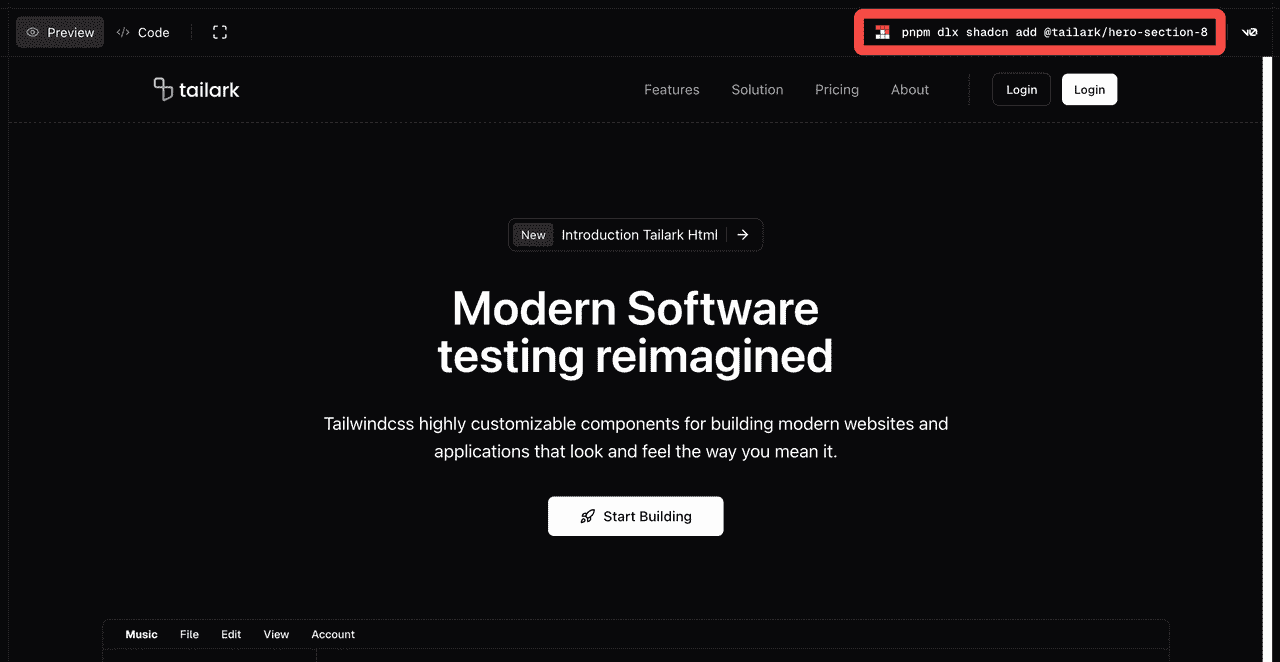 Preview </> Code pnpm dlx shadcn add @tailark/hero-section-8 v0
tailark Features Solution Pricing About Login Login
New Introduction Tailark Html →
Modern Software
testing reimagined
Tailwindcss highly customizable components for building modern websites and
applications that look and feel the way you mean it.
Start Building
Music File Edit View Account